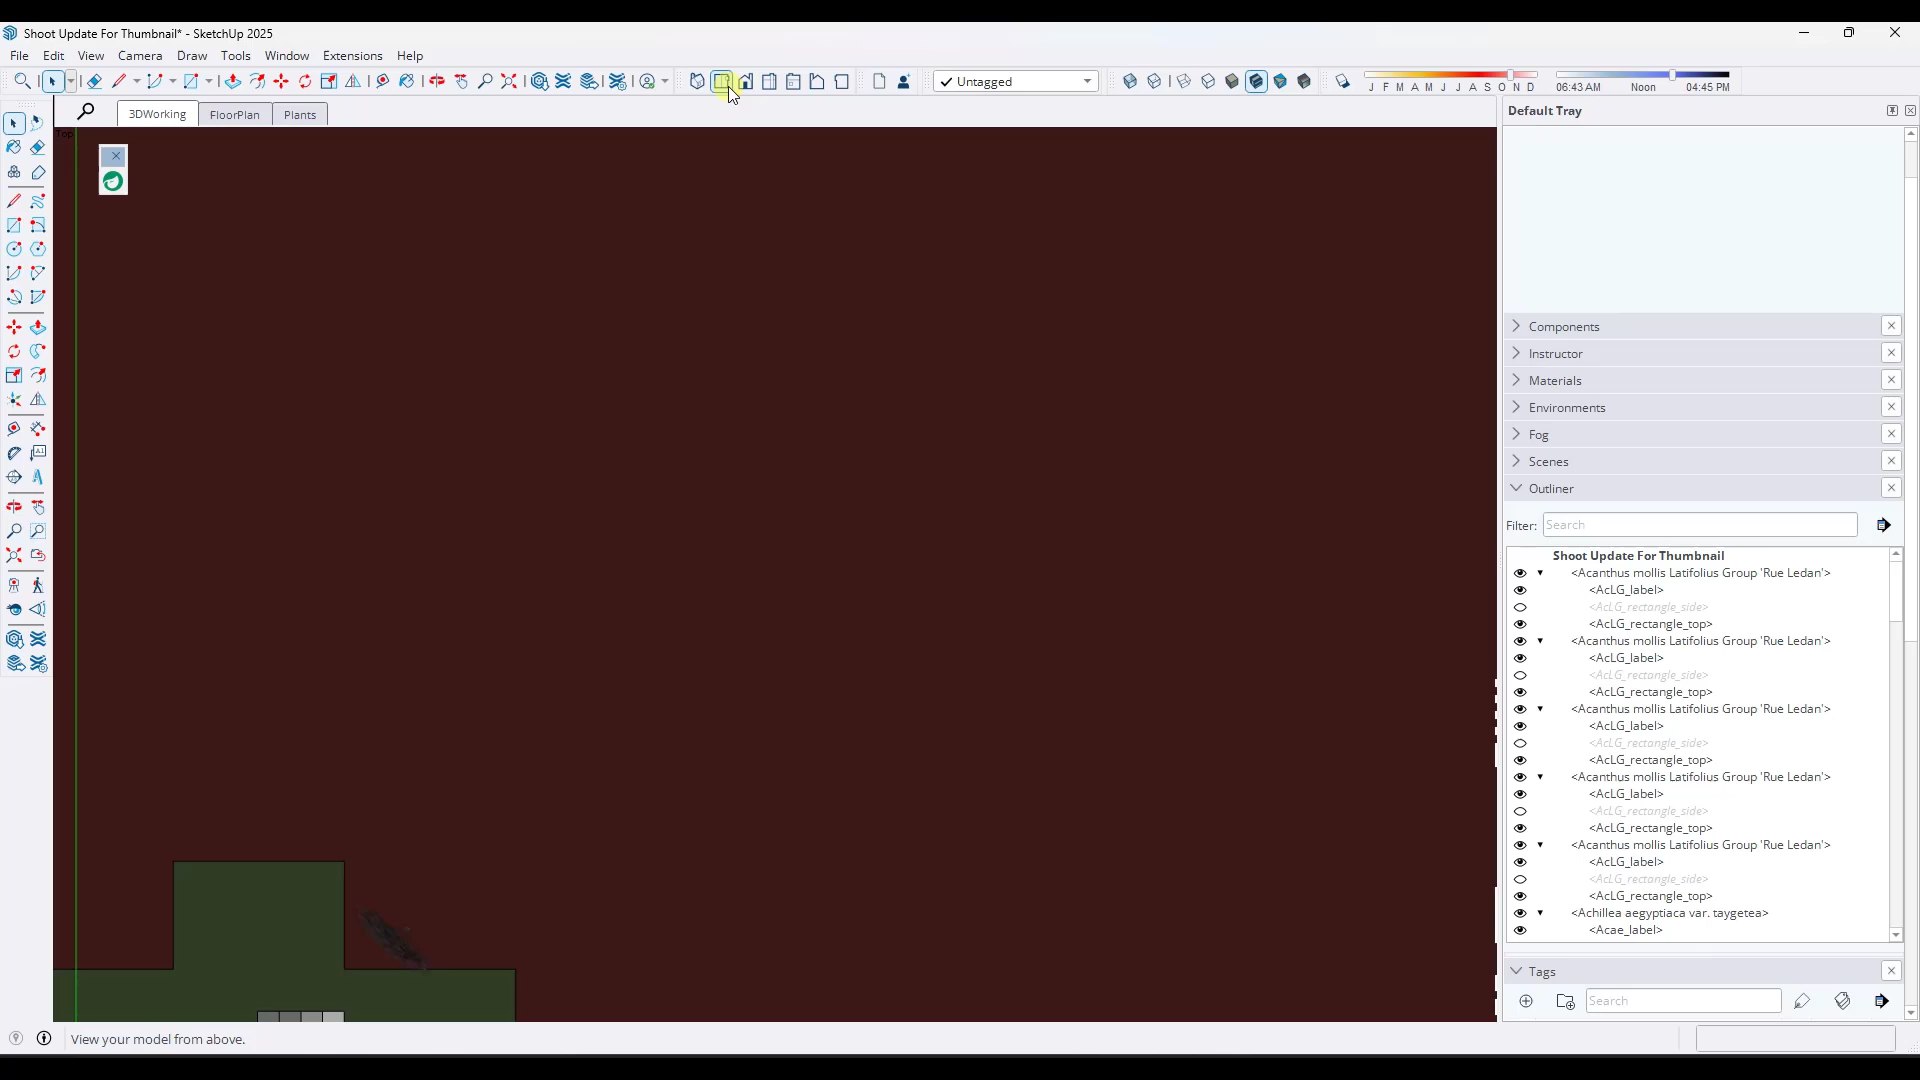 Shoot Update For Thumbnail* - SketchUp 2025
File Edit View Camera Draw Tools Window Extensions Help
Untagged
J F M A M J J A S O N D
06:43 AM Noon 04:45 PM
3DWorking FloorPlan Plants
Default Tray
Top
Components
Instructor
Materials
Environments
Fog
Scenes
Outliner
Filter: Search
Shoot Update For Thumbnail
<Acanthus mollis Latifolius Group 'Rue Ledan'>
<AcLG_label>
<AcLG_rectangle_side>
<AcLG_rectangle_top>
<Acanthus mollis Latifolius Group 'Rue Ledan'>
<AcLG_label>
<AcLG_rectangle_side>
<AcLG_rectangle_top>
<Acanthus mollis Latifolius Group 'Rue Ledan'>
<AcLG_label>
<AcLG_rectangle_side>
<AcLG_rectangle_top>
<Acanthus mollis Latifolius Group 'Rue Ledan'>
<AcLG_label>
<AcLG_rectangle_side>
<AcLG_rectangle_top>
<Acanthus mollis Latifolius Group 'Rue Ledan'>
<AcLG_label>
<AcLG_rectangle_side>
<AcLG_rectangle_top>
<Achillea aegyptiaca var. taygetea>
<Acae_label>
Tags
Search
View your model from above.